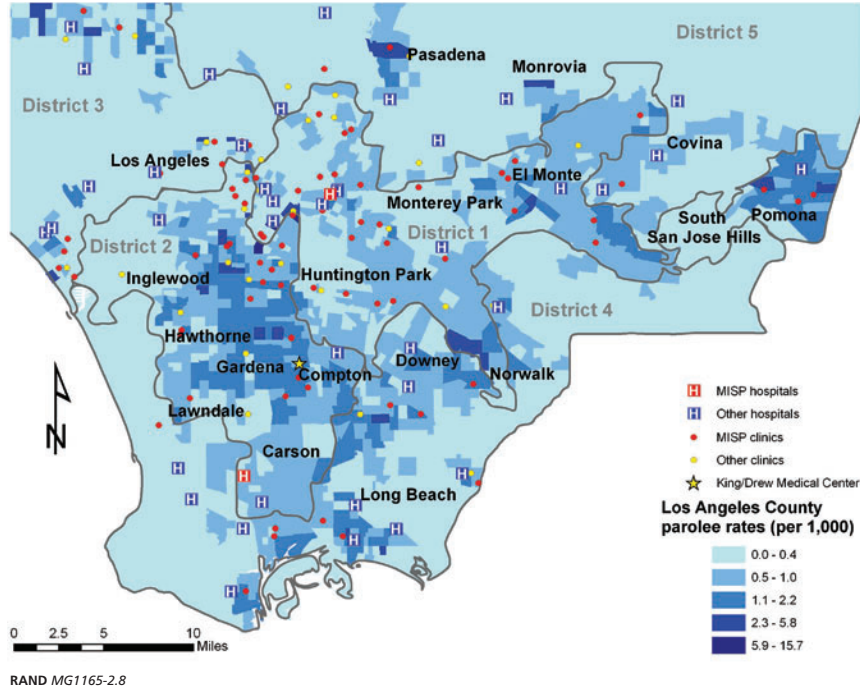 District 5
Pasadena
Monrovia
District 3
Covina
Los Angeles
El Monte
Monterey Park
South
San Jose Hills
Pomona
District 2
District 1
Inglewood
Huntington Park
District 4
Hawthorne
Downey
Gardena
Compton
Norwalk
Lawndale
Carson
Long Beach
N
H MISP hospitals
H Other hospitals
MISP clinics
Other clinics
King/Drew Medical Center
Los Angeles County
parolee rates (per 1,000)
0.0 - 0.4
0.5 - 1.0
1.1 - 2.2
2.3 - 5.8
5.9 - 15.7
0 2.5 5 10
Miles
RAND MG1165-2.8